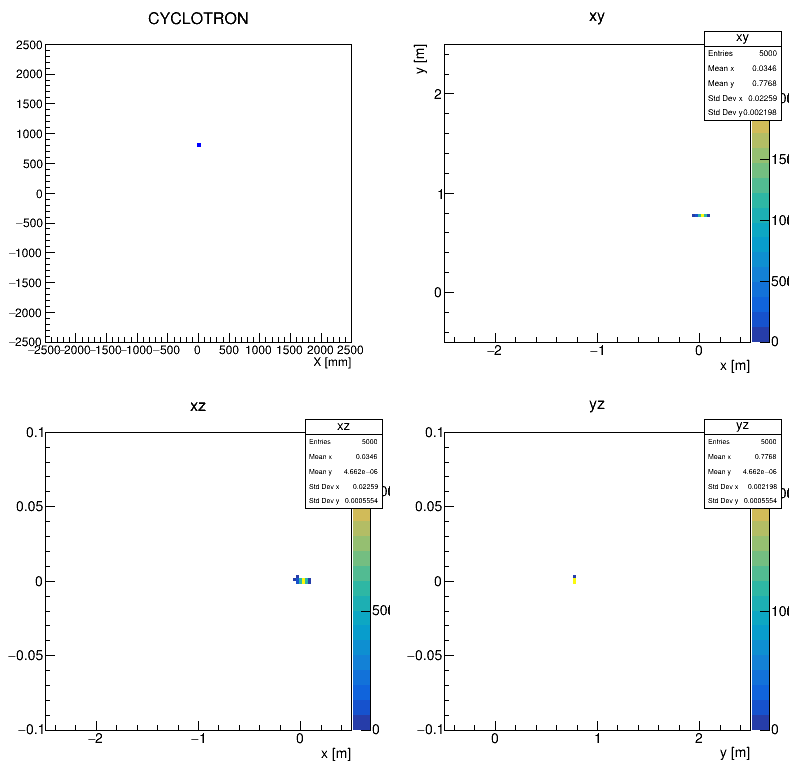 CYCLOTRON
2500
2000
1500
1000
500
0
−500
−1000
−1500
−2000
−2500
−2500 −2000 −1500 −1000 −500 0 500 1000 1500 2000 2500
X [mm]
xy
y [m]
2
1
0
−2 −1 0
x [m]
xy
Entries 5000
Mean x 0.0346
Mean y 0.7768
Std Dev x 0.02259
Std Dev y 0.002198
0
xz
0.1
0.05
0
−0.05
−0.1
−2 −1 0
x [m]
xz
Entries 5000
Mean x 0.0346
Mean y 4.662e−06
Std Dev x 0.02259
Std Dev y 0.0005554
0
yz
0.1
0.05
0
−0.05
−0.1
0 1 2
y [m]
yz
Entries 5000
Mean x 0.7768
Mean y 4.662e−06
Std Dev x 0.002198
Std Dev y 0.0005554
0